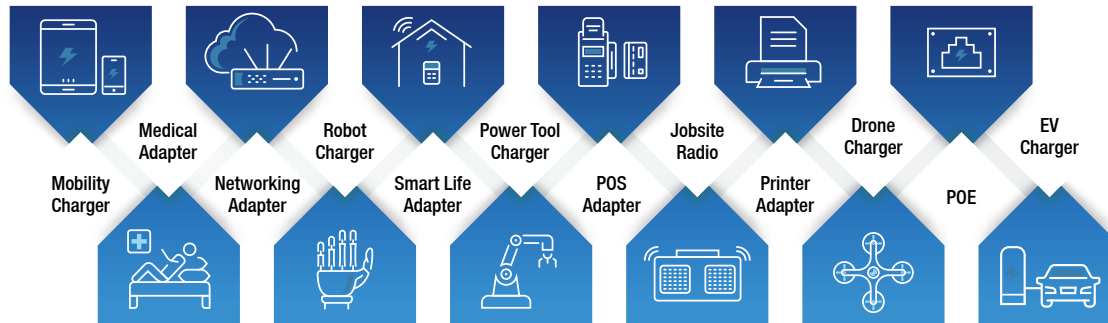 Mobility
Charger
Medical
Adapter
Networking
Adapter
Robot
Charger
Smart Life
Adapter
Power Tool
Charger
POS
Adapter
Jobsite
Radio
Printer
Adapter
Drone
Charger
POE
EV
Charger